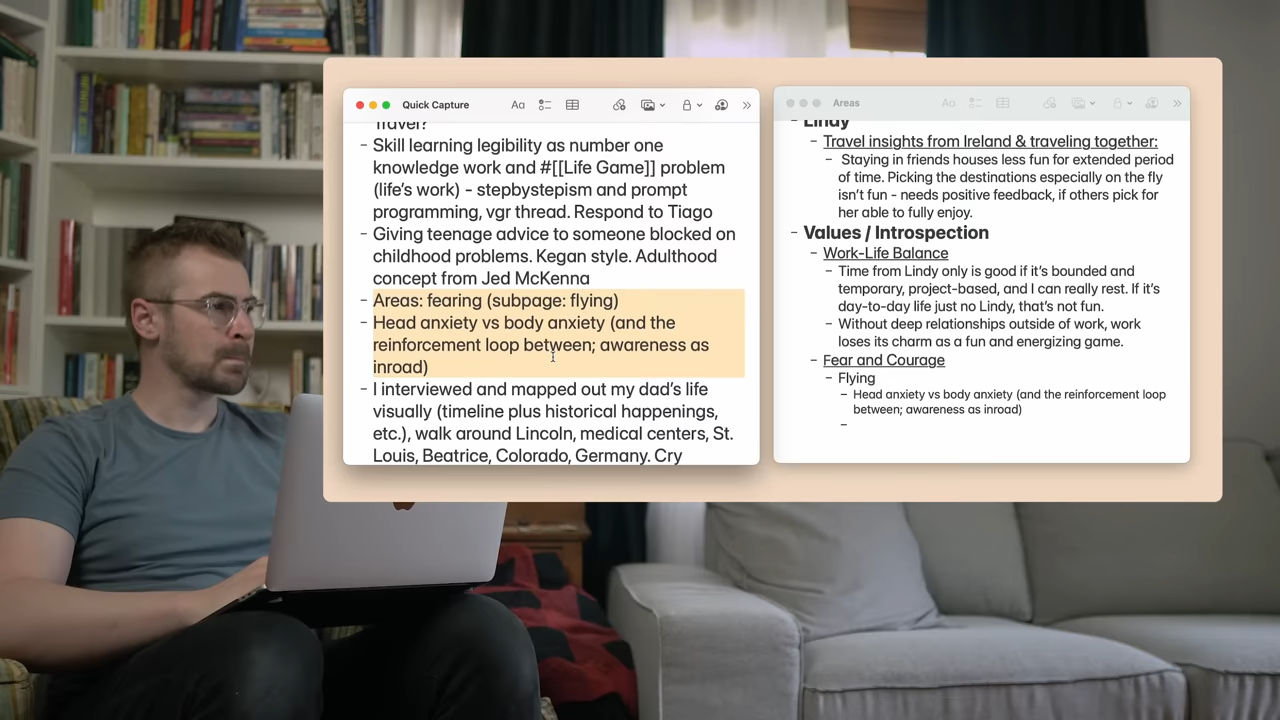 Quick Capture
Aa
Travel?
- Skill learning legibility as number one
knowledge work and #[[Life Game]] problem
(life's work) - stepbystepism and prompt
programming, vgr thread. Respond to Tiago
- Giving teenage advice to someone blocked on
childhood problems. Kegan style. Adulthood
concept from Jed McKenna
- Areas: fearing (subpage: flying)
- Head anxiety vs body anxiety (and the
reinforcement loop between; awareness as
inroad)
- I interviewed and mapped out my dad's life
visually (timeline plus historical happenings,
etc.), walk around Lincoln, medical centers, St.
Louis, Beatrice, Colorado, Germany. Cry
Areas
Aa
- Lindy
- Travel insights from Ireland & traveling together:
- Staying in friends houses less fun for extended period
of time. Picking the destinations especially on the fly
isn't fun - needs positive feedback, if others pick for
her able to fully enjoy.
- Values / Introspection
- Work-Life Balance
- Time from Lindy only is good if it's bounded and
temporary, project-based, and I can really rest. If it's
day-to-day life just no Lindy, that's not fun.
- Without deep relationships outside of work, work
loses its charm as a fun and energizing game.
- Fear and Courage
- Flying
- Head anxiety vs body anxiety (and the reinforcement loop
between; awareness as inroad)
-